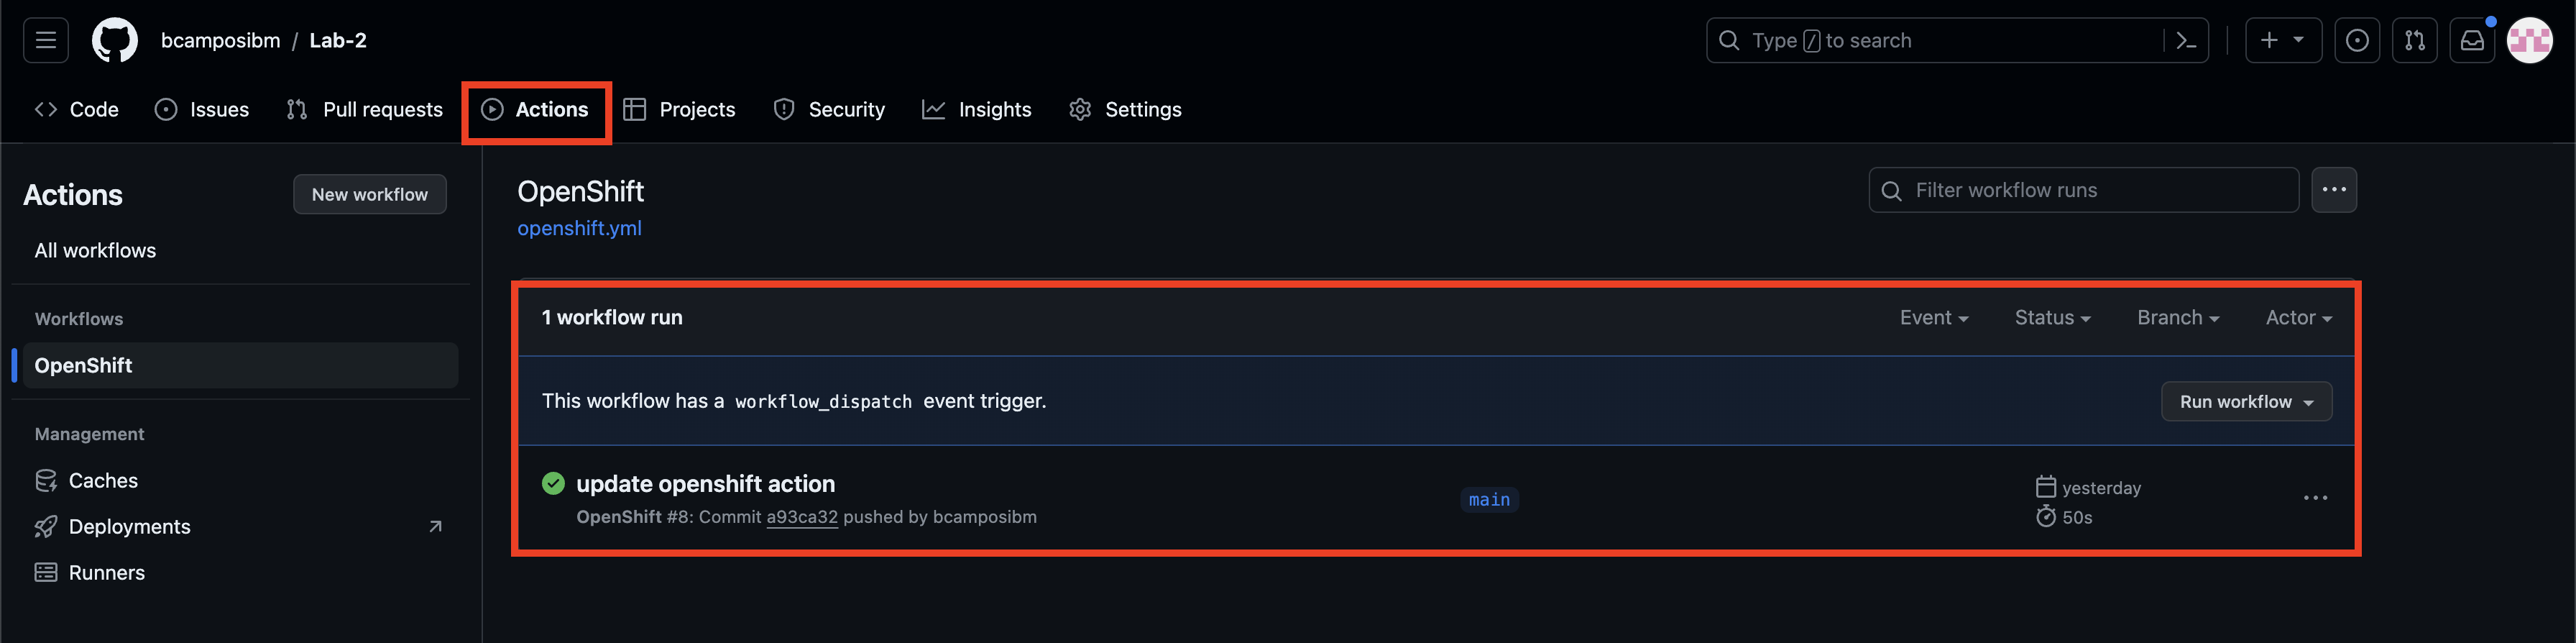 bcamposibm / Lab-2
Type / to search
Code Issues Pull requests Actions Projects Security Insights Settings
Actions
New workflow
All workflows
Workflows
OpenShift
Management
Caches
Deployments
Runners
OpenShift
openshift.yml
Filter workflow runs
1 workflow run
Event Status Branch Actor
This workflow has a workflow_dispatch event trigger.
Run workflow
update openshift action
OpenShift #8: Commit a93ca32 pushed by bcamposibm
main
yesterday
50s